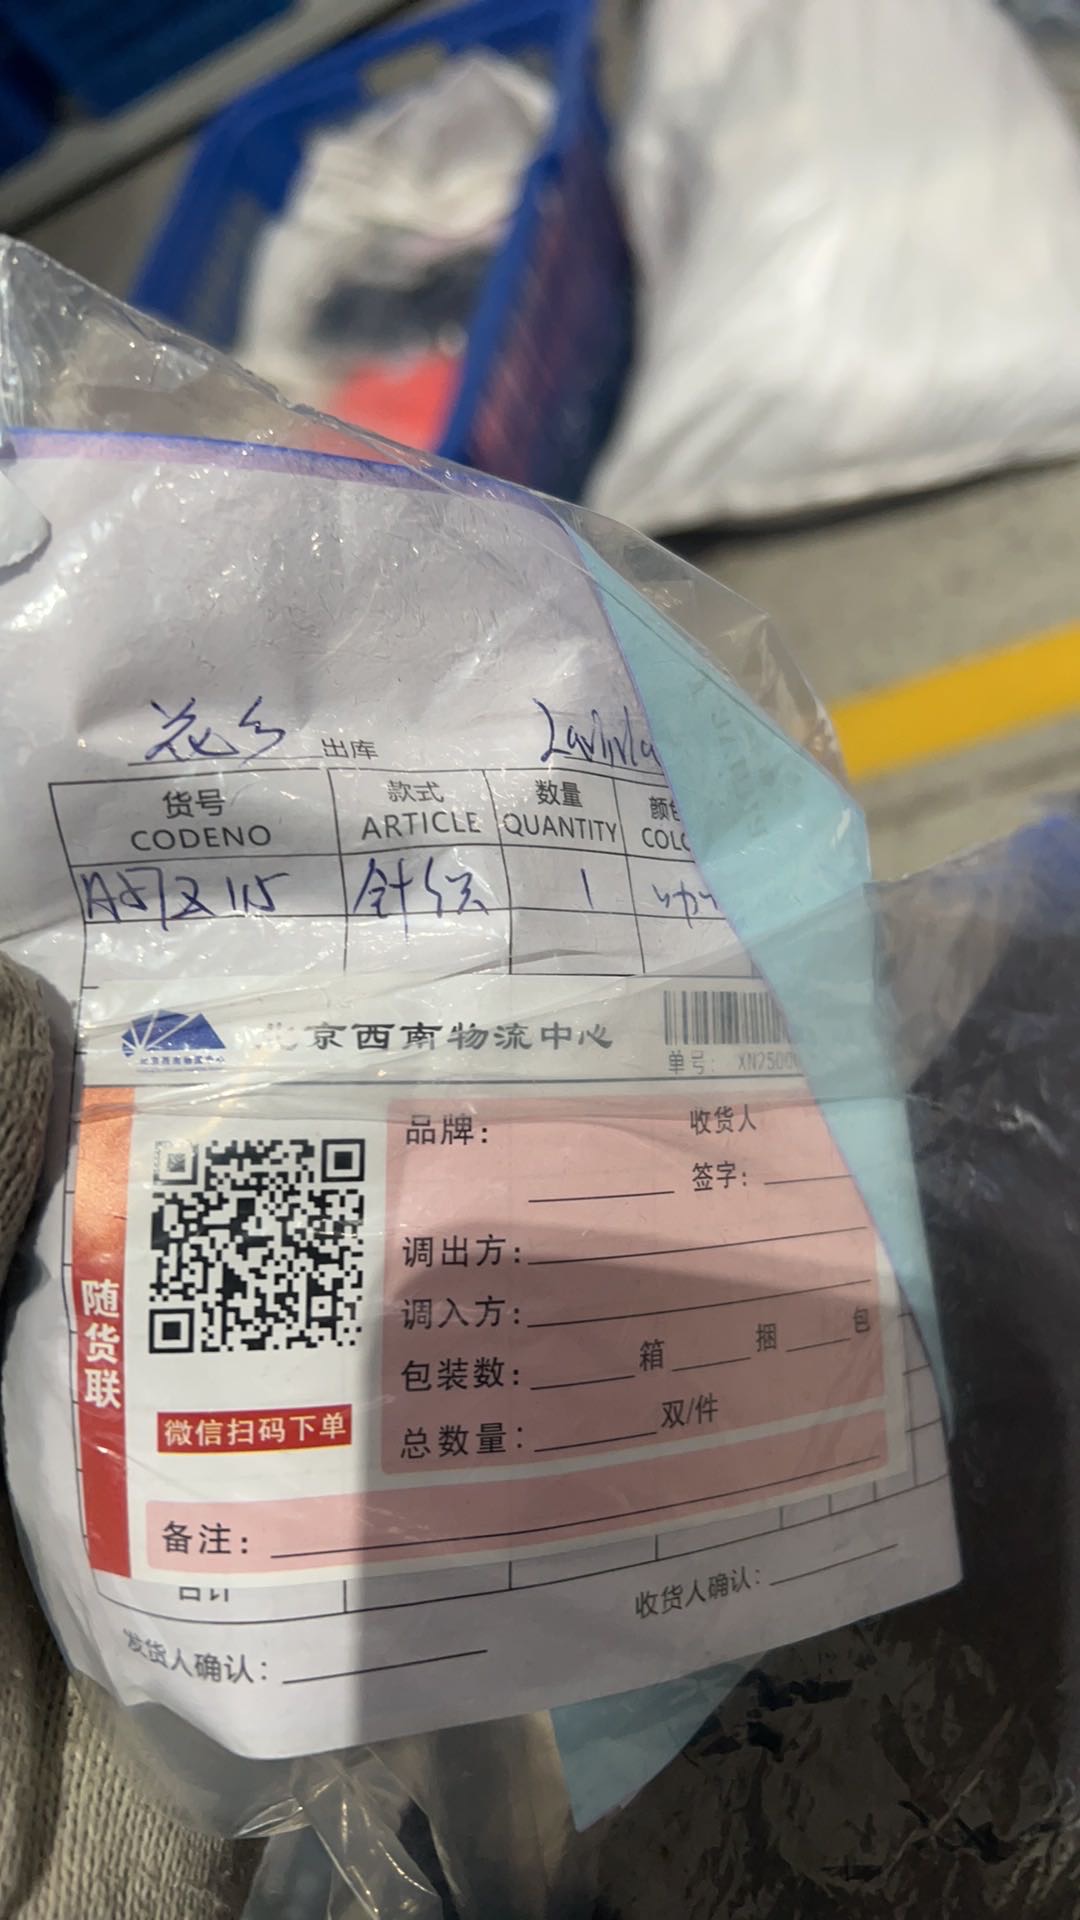 花乡 出库
货号 款式 数量
CODENO ARTICLE QUANTITY
针织 1
北京西南物流中心
单号:
品牌:
收货人
签字:
调出方:
调入方:
包装数: 箱 捆 包
总数量: 双/件
随货联
微信扫码下单
备注:
合计
收货人确认:
发货人确认: